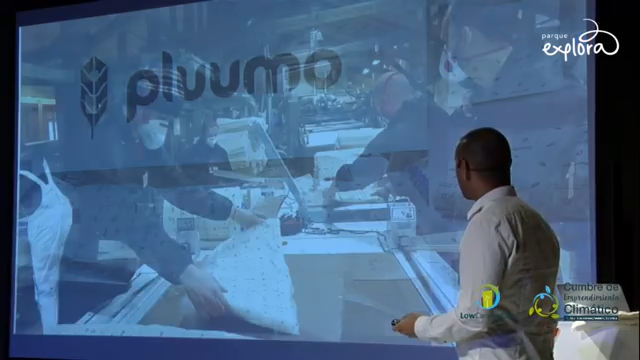 parque
explora
pluumo
Cumbre de
Emprendimiento
Climático